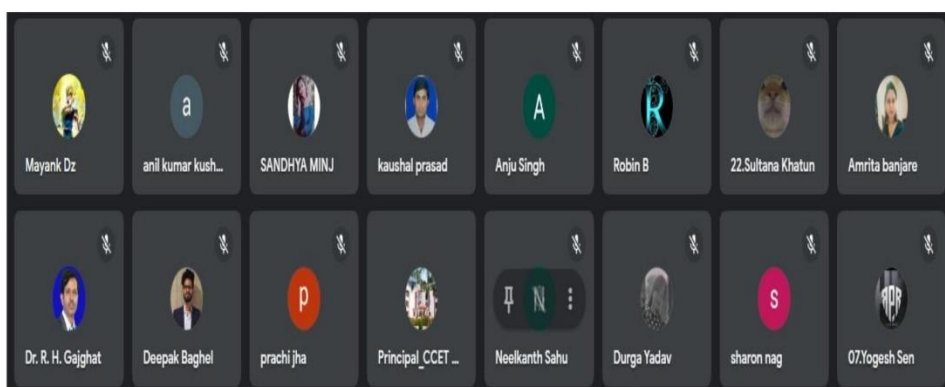 Mayank Dz
a
anil kumar kush...
SANDHYA MINJ
kaushal prasad
A
Anju Singh
R
Robin B
22.Sultana Khatun
Amrita banjare
Dr. R. H. Gajghat
Deepak Baghel
p
prachi jha
Principal_CCET ...
N
Neelkanth Sahu
Durga Yadav
s
sharon nag
07.Yogesh Sen